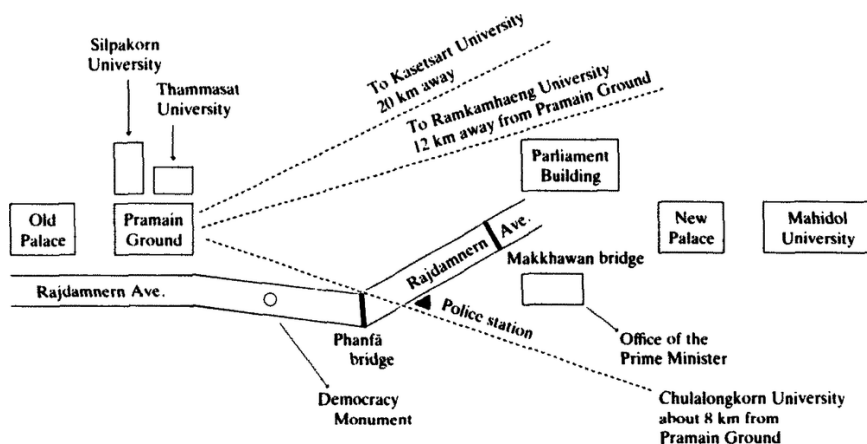 Silpakorn
University
Thammasat
University
To Kasetsart University
20 km away
To Ramkamhaeng University
12 km away from Pramain Ground
Parliament
Building
Old
Palace
Pramain
Ground
New
Palace
Mahidol
University
Rajdamnern Ave.
Rajdamnern Ave.
Makkhawan bridge
Police station
Phanfā
bridge
Office of the
Prime Minister
Democracy
Monument
Chulalongkorn University
about 8 km from
Pramain Ground